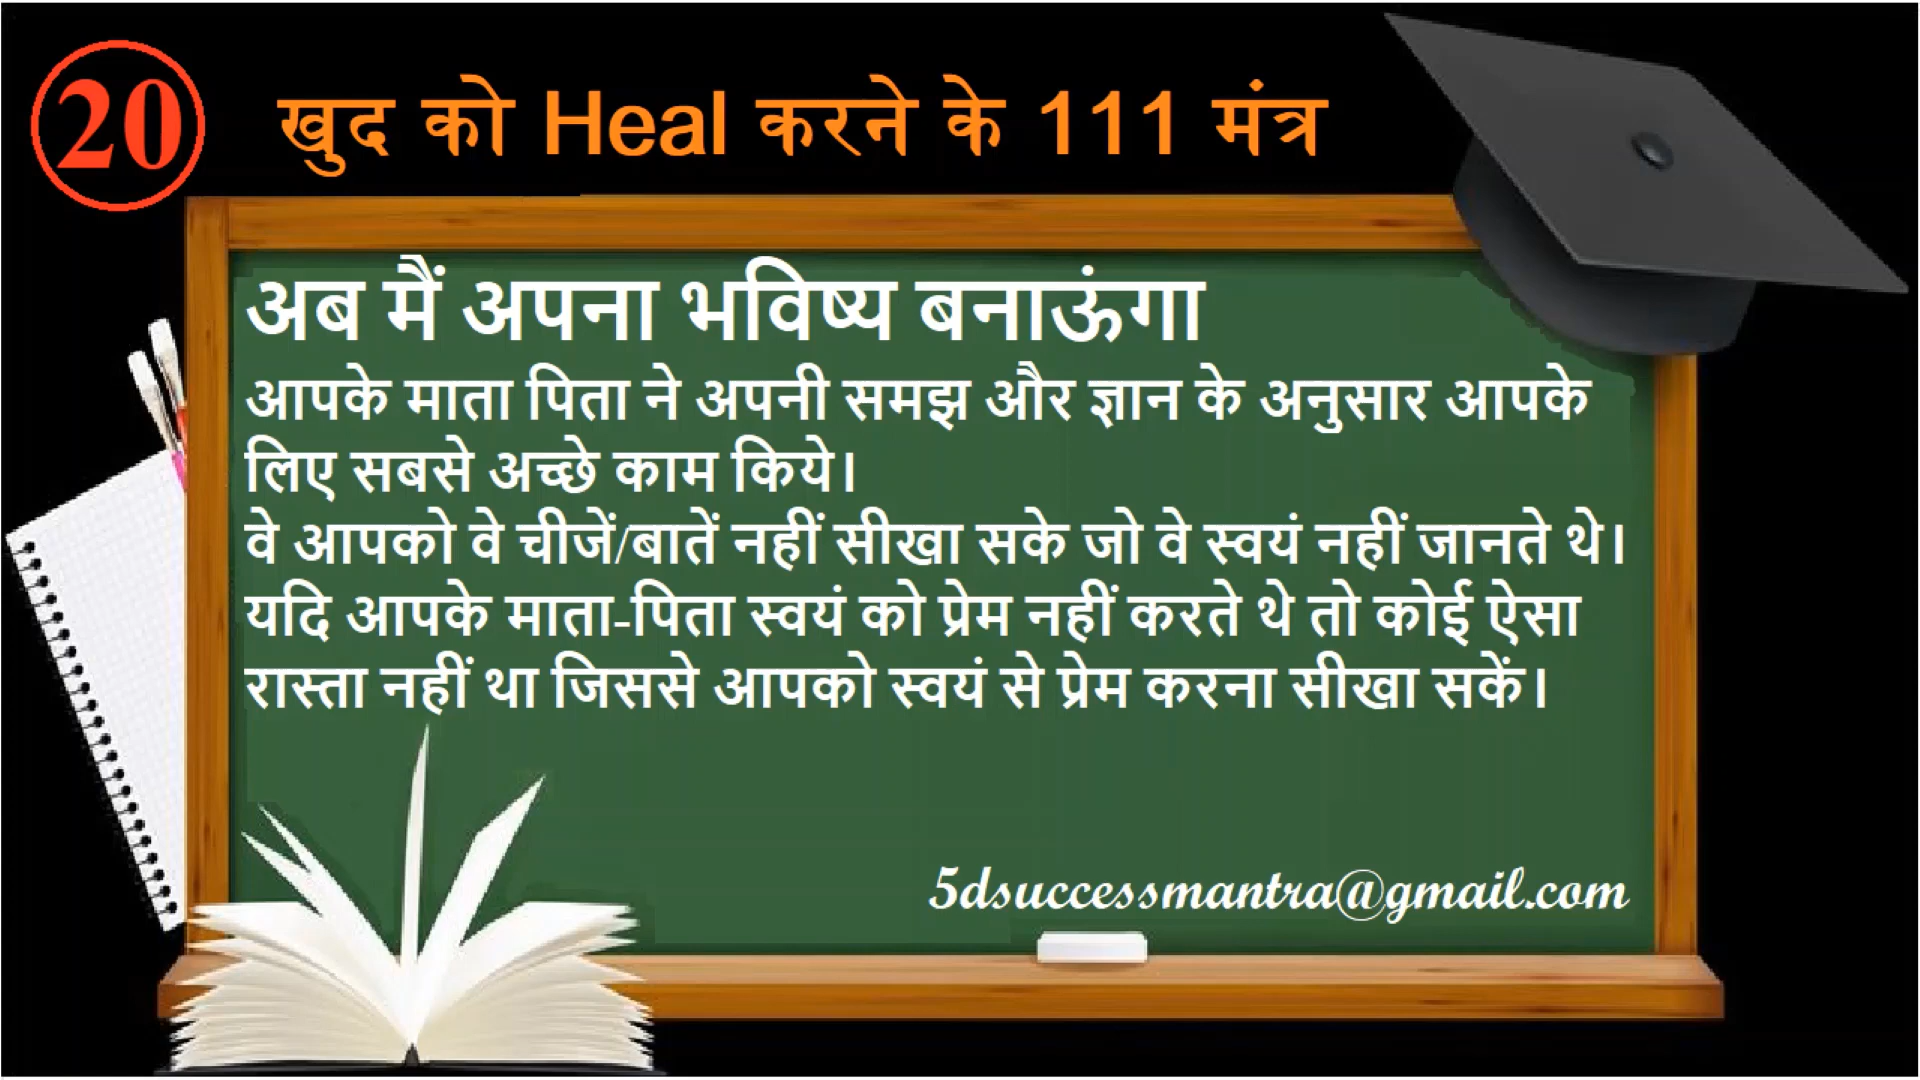 20
खुद को Heal करने के 111 मंत्र
अब मैं अपना भविष्य बनाऊंगा
आपके माता पिता ने अपनी समझ और ज्ञान के अनुसार आपके
लिए सबसे अच्छे काम किये।
वे आपको वे चीजें/बातें नहीं सीखा सके जो वे स्वयं नहीं जानते थे।
यदि आपके माता-पिता स्वयं को प्रेम नहीं करते थे तो कोई ऐसा
रास्ता नहीं था जिससे आपको स्वयं से प्रेम करना सीखा सकें।
5dsuccessmantra@gmail.com